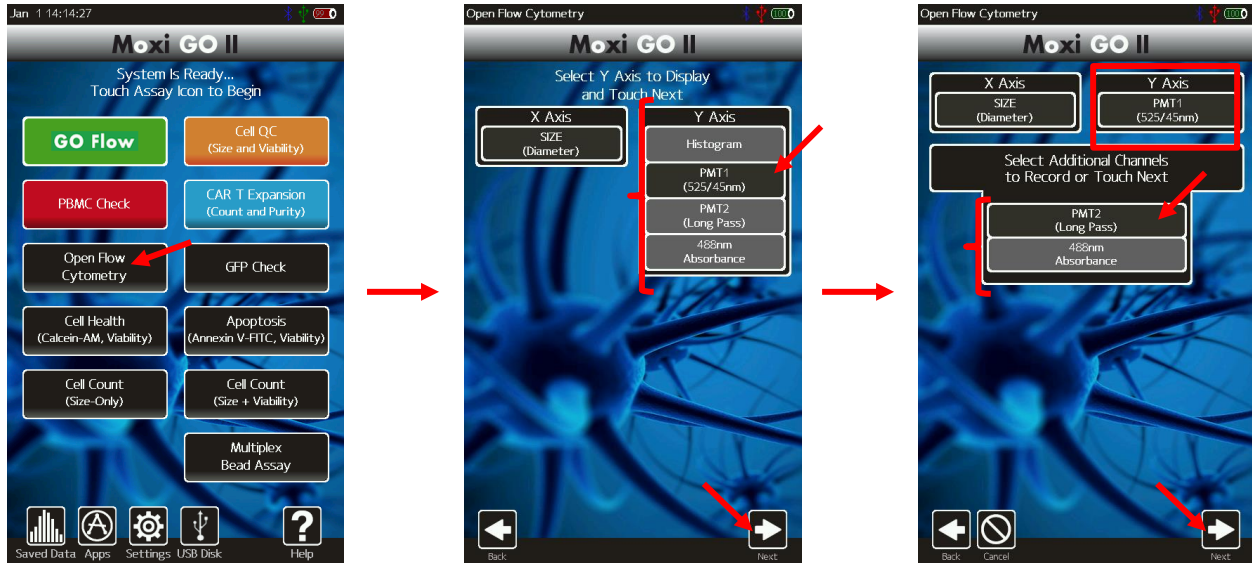 Jan 1 14:14:27
99
Moxi GO II
System Is Ready...
Touch Assay Icon to Begin
GO Flow
Cell QC
(Size and Viability)
PBMC Check
CAR T Expansion
(Count and Purity)
Open Flow
Cytometry
GFP Check
Cell Health
(Calcein-AM, Viability)
Apoptosis
(Annexin V-FITC, Viability)
Cell Count
(Size-Only)
Cell Count
(Size + Viability)
Multiplex
Bead Assay
Saved Data
Apps
Settings
USB Disk
?
Help
Open Flow Cytometry
100
Moxi GO II
Select Y Axis to Display
and Touch Next
X Axis
SIZE
(Diameter)
Y Axis
Histogram
PMT1
(525/45nm)
PMT2
(Long Pass)
488nm
Absorbance
Back
Next
Open Flow Cytometry
100
Moxi GO II
X Axis
SIZE
(Diameter)
Y Axis
PMT1
(525/45nm)
Select Additional Channels
to Record or Touch Next
PMT2
(Long Pass)
488nm
Absorbance
Back
Cancel
Next